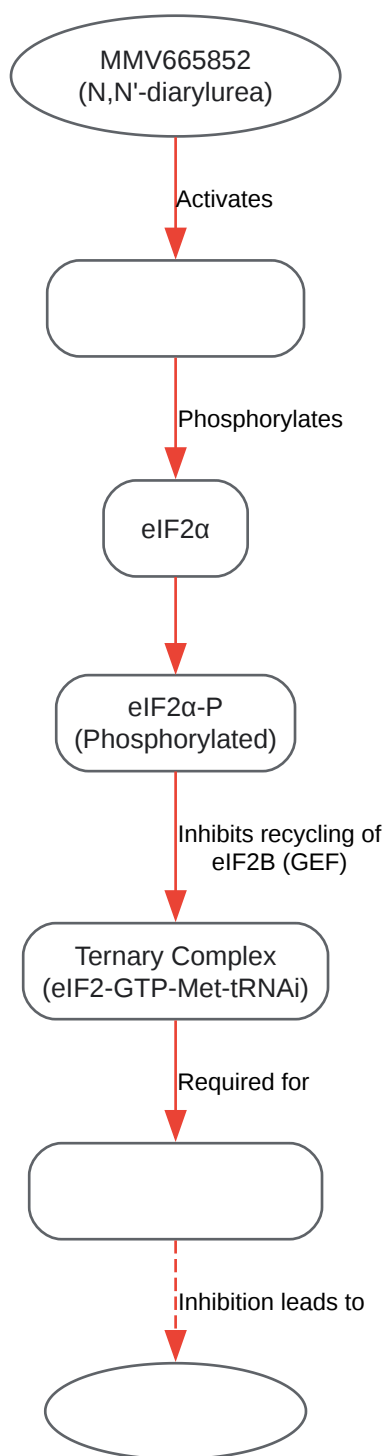 MMV665852
(N,N'-diarylurea)
Activates
Phosphorylates
eIF2α
eIF2α-P
(Phosphorylated)
Inhibits recycling of
eIF2B (GEF)
Ternary Complex
(eIF2-GTP-Met-tRNAi)
Required for
Inhibition leads to